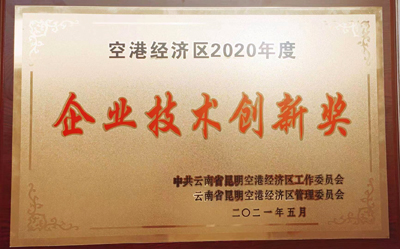 空港经济区2020年度
企业技术创新奖
中共云南省昆明空港经济区工作委员会
云南省昆明空港经济区管理委员会
二〇二一年五月